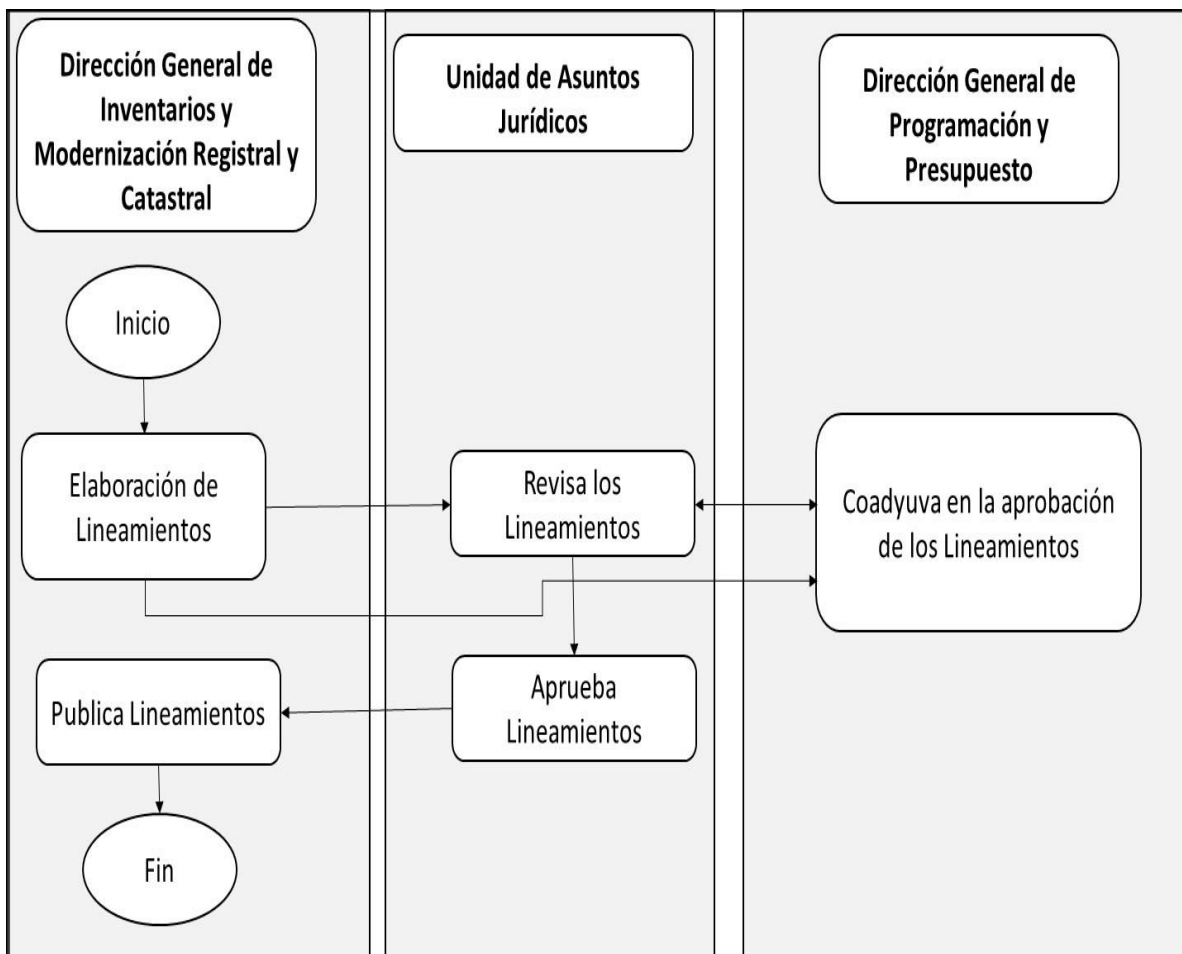 Dirección General de
Inventarios y
Modernización Registral y
Catastral
Unidad de Asuntos
Jurídicos
Dirección General de
Programación y
Presupuesto
Inicio
Elaboración de
Lineamientos
Revisa los
Lineamientos
Coadyuva en la aprobación
de los Lineamientos
Publica Lineamientos
Aprueba
Lineamientos
Fin